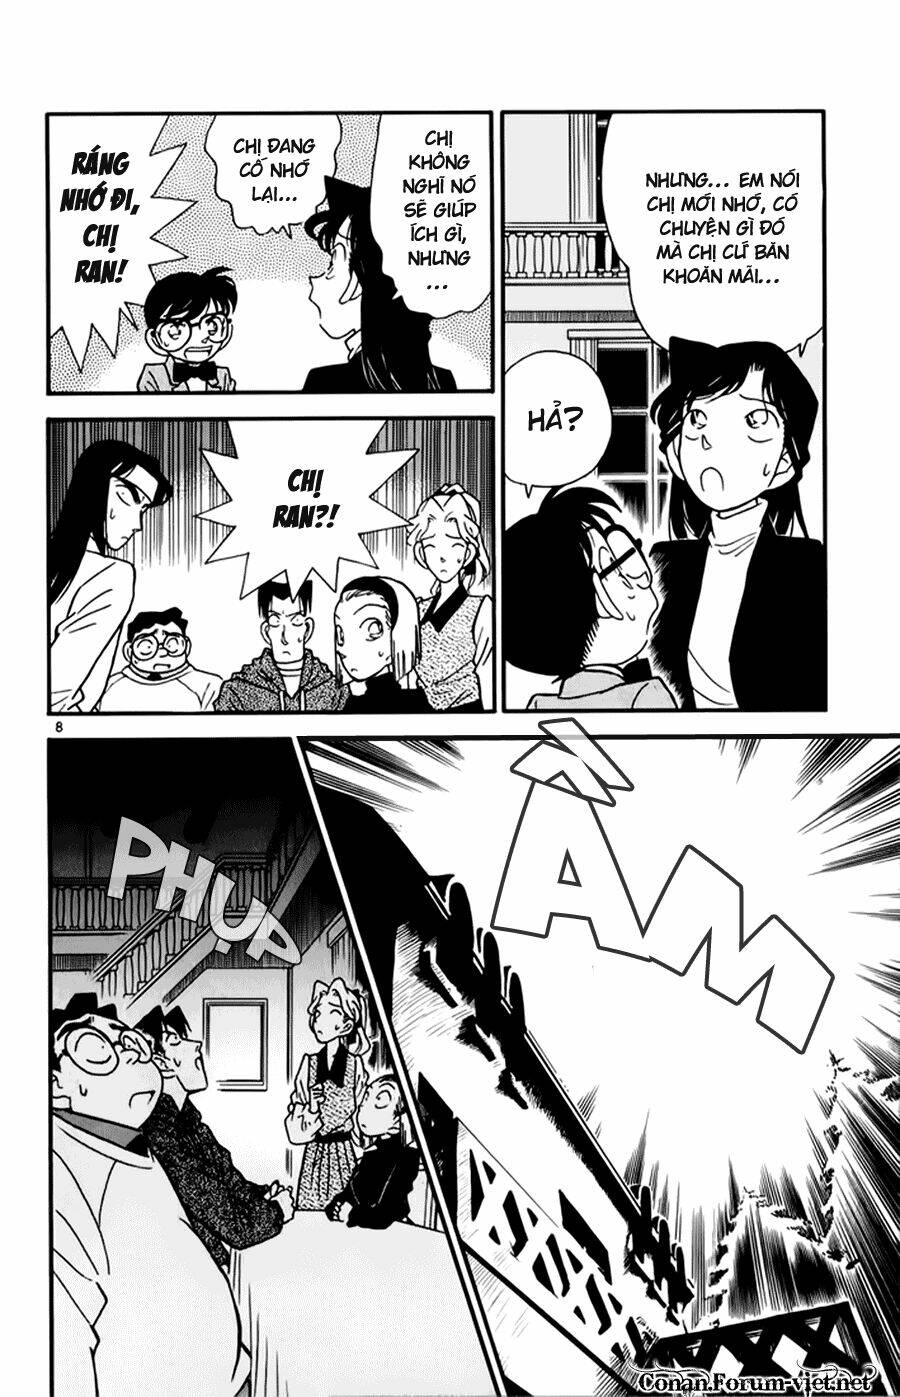 NHƯNG... EM NÓI
CHỊ MỚI NHỚ, CÓ
CHUYỆN GÌ ĐÓ
MÀ CHỊ CỨ BĂN
KHOĂN MÃI...
HẢ?
CHỊ
KHÔNG
NGHĨ NÓ
SẼ GIÚP
ÍCH GÌ,
NHƯNG
...
CHỊ ĐANG
CỐ NHỚ
LẠI...
RÁNG
NHỚ ĐI,
CHỊ
RAN!
CHỊ
RAN?!
8
ẦM
PHỤP
Conan.Forum-viet.net